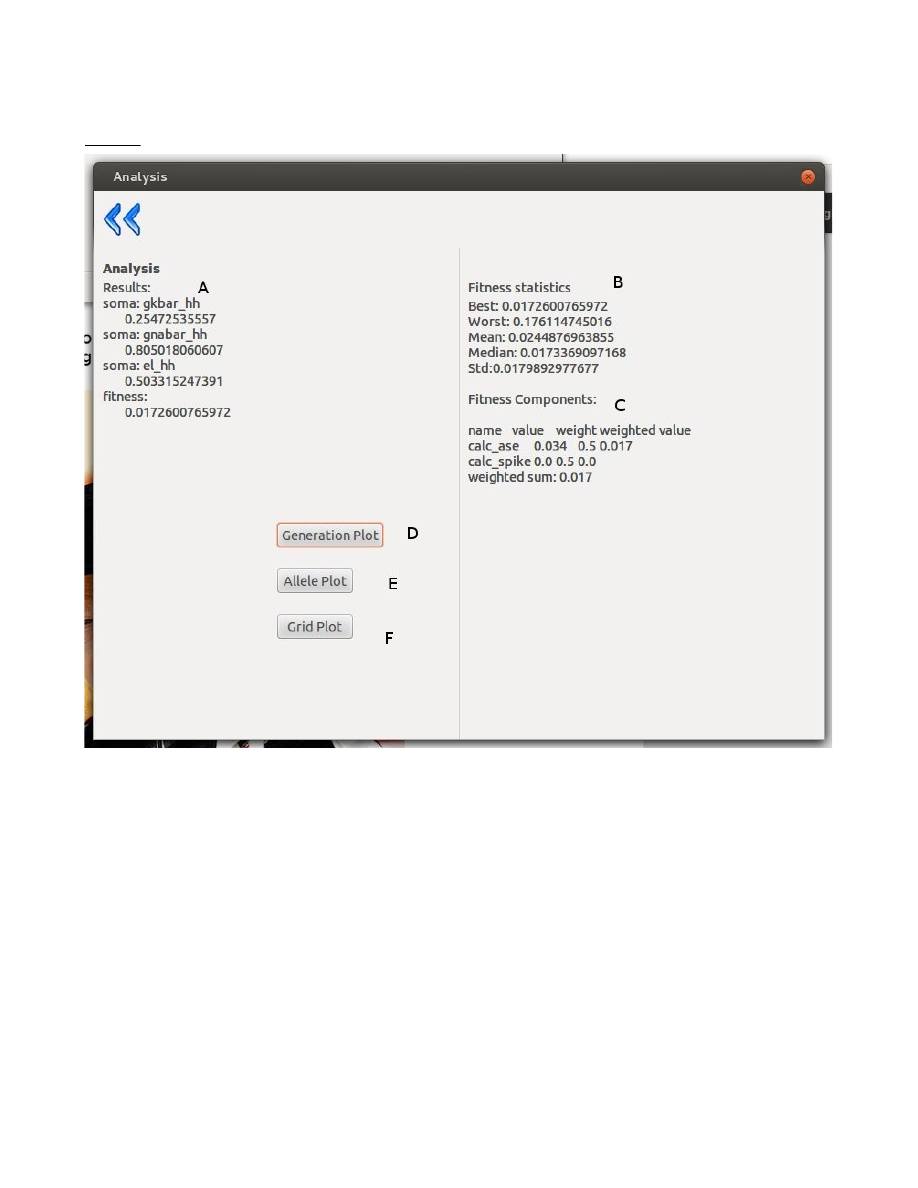 Analysis
Analysis
Results:
A
soma: gkbar_hh
0.25472535557
soma: gnabar_hh
0.805018060607
soma: el_hh
0.503315247391
fitness:
0.0172600765972
Generation Plot
D
Allele Plot
E
Grid Plot
F
Fitness statistics
B
Best: 0.0172600765972
Worst: 0.176114745016
Mean: 0.0244876963855
Median: 0.0173369097168
Std:0.0179892977677
Fitness Components:
C
name value weight weighted value
calc_ase 0.034 0.5 0.017
calc_spike 0.0 0.5 0.0
weighted sum: 0.017